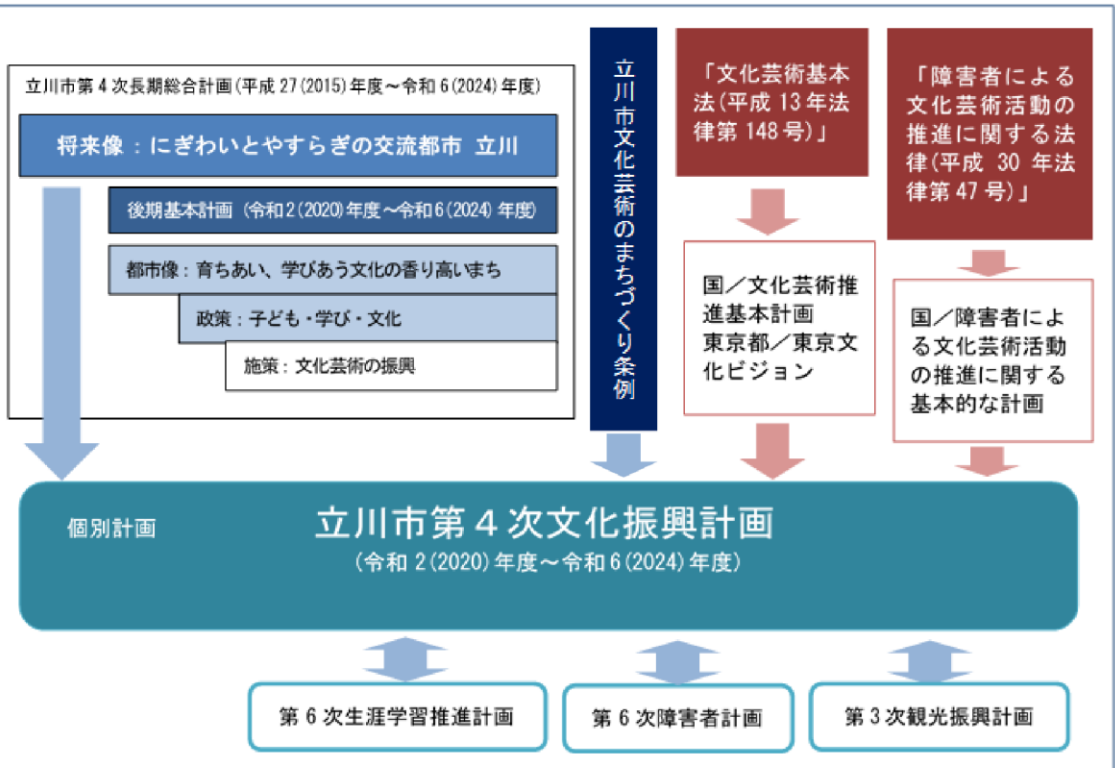 立川市第4次長期総合計画(平成27(2015)年度～令和6(2024)年度)
将来像：にぎわいとやすらぎの交流都市 立川
後期基本計画 (令和2(2020)年度～令和6(2024)年度)
都市像：育ちあい、学びあう文化の香り高いまち
政策：子ども・学び・文化
施策：文化芸術の振興
立川市文化芸術のまちづくり条例
「文化芸術基本
法(平成 13 年法
律第 148 号)」
国／文化芸術推
進基本計画
東京都／東京文
化ビジョン
「障害者による
文化芸術活動の
推進に関する法
律(平成 30 年法
律第 47 号)」
国／障害者によ
る文化芸術活動
の推進に関する
基本的な計画
個別計画
立川市第４次文化振興計画
(令和 2(2020)年度～令和6(2024)年度)
第 6 次生涯学習推進計画
第 6 次障害者計画
第 3 次観光振興計画